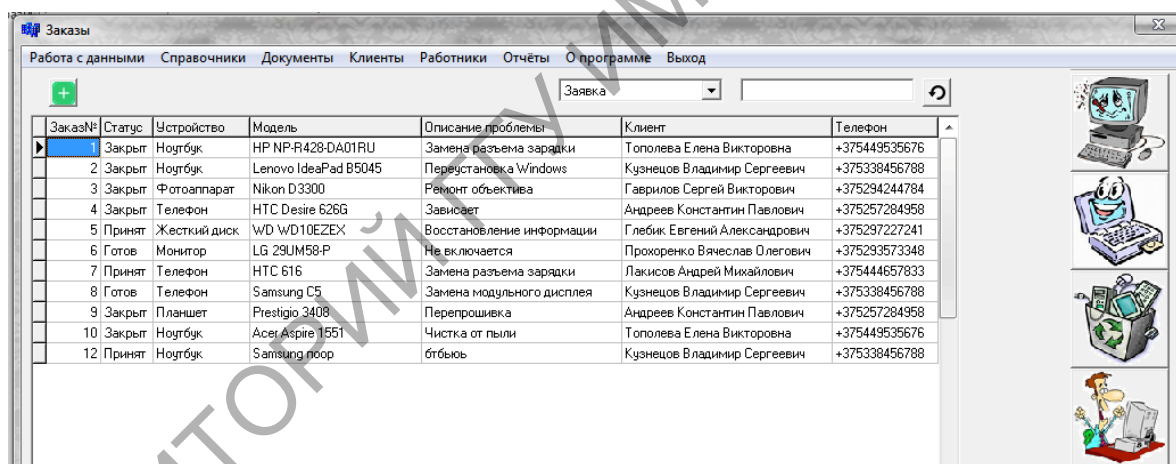 Заказы
Работа с данными Справочники Документы Клиенты Работники Отчёты О программе Выход
Заявка
Заказ№ Статус Устройство Модель Описание проблемы Клиент Телефон
1 Закрыт Ноутбук HP NP-R428-DA01RU Замена разъема зарядки Тополева Елена Викторовна +375449535676
2 Закрыт Ноутбук Lenovo IdeaPad B5045 Переустановка Windows Кузнецов Владимир Сергеевич +375338456788
3 Закрыт Фотоаппарат Nikon D3300 Ремонт объектива Гаврилов Сергей Викторович +375294244784
4 Закрыт Телефон HTC Desire 626G Зависает Андреев Константин Павлович +375257284958
5 Принят Жесткий диск WD WD10EZEX Восстановление информации Глебик Евгений Александрович +375297227241
6 Готов Монитор LG 29UM58-P Не включается Прохоренко Вячеслав Олегович +375293573348
7 Принят Телефон HTC 616 Замена разъема зарядки Лакисов Андрей Михайлович +375444657833
8 Готов Телефон Samsung C5 Замена модульного дисплея Кузнецов Владимир Сергеевич +375338456788
9 Закрыт Планшет Prestigio 3408 Перепрошивка Андреев Константин Павлович +375257284958
10 Закрыт Ноутбук Acer Aspire 1551 Чистка от пыли Тополева Елена Викторовна +375449535676
12 Принят Ноутбук Samsung поор бтбьюь Кузнецов Владимир Сергеевич +375338456788
ИТОРИЙ ГГУ ИМ